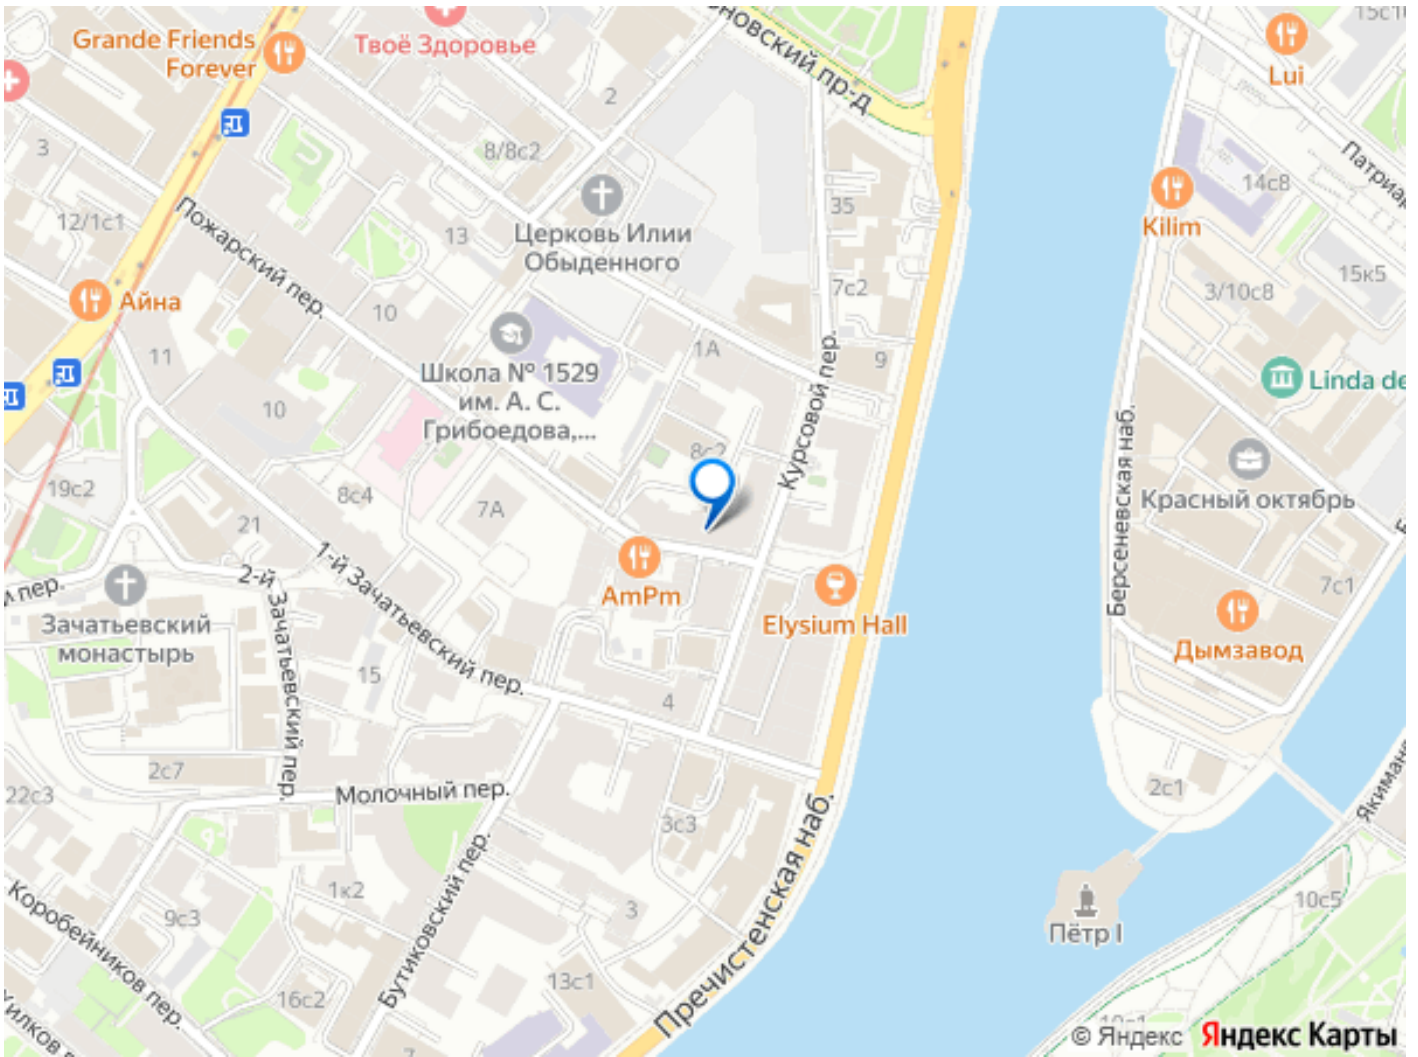 Grande Friends
Forever
Твоё Здоровье
новский пр-д
15с1
Lui
3
2
8/8с2
12/1с1
Пожарский пер.
13
35
Церковь Илии
Обыденного
Патриар
14с8
Kilim
15к5
3/10с8
7с2
Айна
10
11
1А
9
Школа № 1529
им. А. С.
Грибоедова,...
Курсовой пер.
Linda de
10
8с2
Берсеневская наб.
Красный октябрь
19с2
8с4
7А
21
1-й Зачатьевский пер.
2-й Зачатьевский пер.
пер.
AmPm
Elysium Hall
7с1
Дымзавод
Зачатьевский
монастырь
15
4
2с7
22с3
Молочный пер.
2с1
Якиман
3с3
Пречистенская наб.
1к2
9с3
3
Бутиковский пер.
Коробейников пер.
10с5
Пётр I
13с1
16с2
Хилков
7
© Яндекс Яндекс Карты